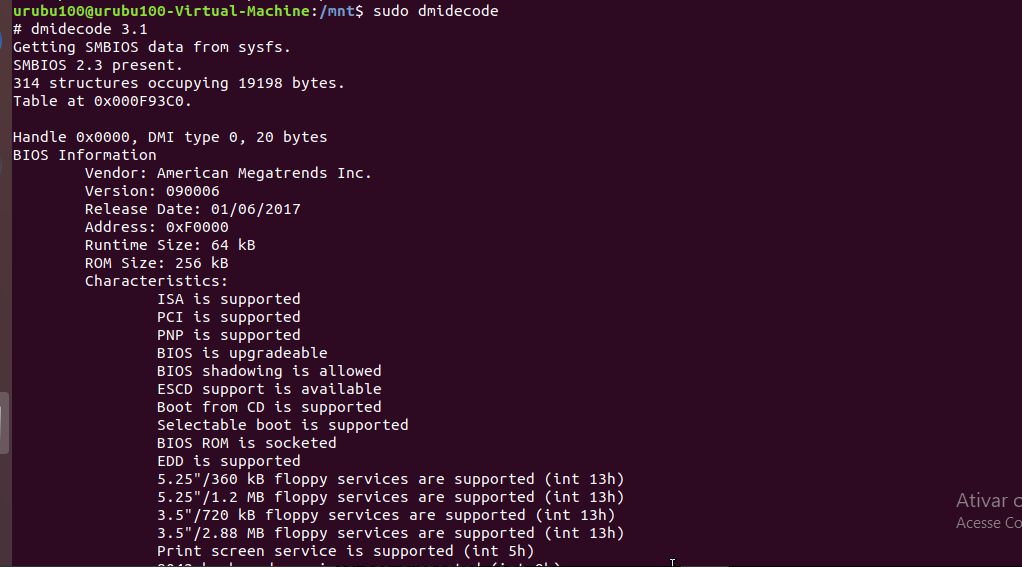 urubu100@urubu100-Virtual-Machine:/mnt$ sudo dmidecode
# dmidecode 3.1
Getting SMBIOS data from sysfs.
SMBIOS 2.3 present.
314 structures occupying 19198 bytes.
Table at 0x000F93C0.
Handle 0x0000, DMI type 0, 20 bytes
BIOS Information
Vendor: American Megatrends Inc.
Version: 090006
Release Date: 01/06/2017
Address: 0xF0000
Runtime Size: 64 kB
ROM Size: 256 kB
Characteristics:
ISA is supported
PCI is supported
PNP is supported
BIOS is upgradeable
BIOS shadowing is allowed
ESCD support is available
Boot from CD is supported
Selectable boot is supported
BIOS ROM is socketed
EDD is supported
5.25"/360 kB floppy services are supported (int 13h)
5.25"/1.2 MB floppy services are supported (int 13h)
3.5"/720 kB floppy services are supported (int 13h)
3.5"/2.88 MB floppy services are supported (int 13h)
Print screen service is supported (int 5h)
Ativar
Acesse